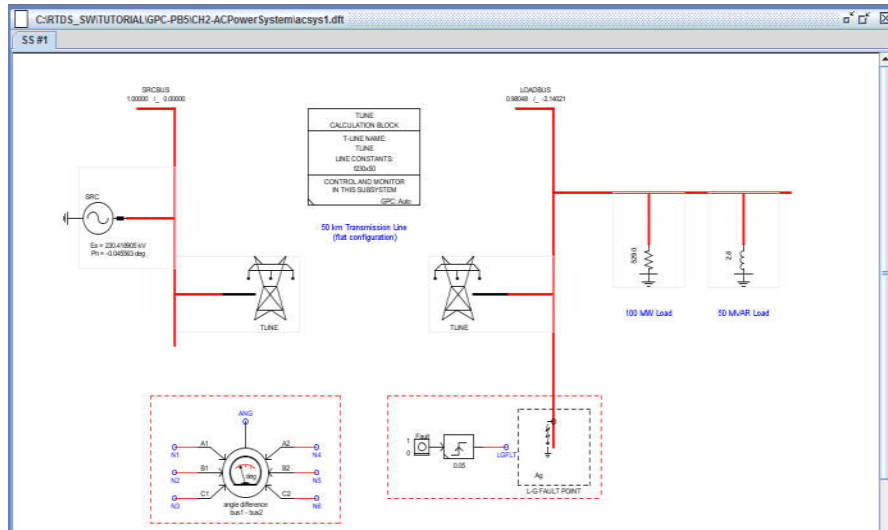 C:\RTDS_SW\TUTORIAL\GPC-PB5\CH2-ACPowerSystem\acsys1.dft
SS #1
SRCBUS
1.00000 /_ 0.00000
LOADBUS
0.98048 /_ -2.14021
TLINE
CALCULATION BLOCK
T-LINE NAME:
TLINE
LINE CONSTANTS:
f230x50
CONTROL AND MONITOR
IN THIS SUBSYSTEM
GPC: Auto
SRC
Es = 230.418905 kV
Ph = -0.045563 deg
50 km Transmission Line
(flat configuration)
529.0
2.8
TLINE
TLINE
100 MW Load
50 MVAR Load
ANG
N1 A1 A2 N4
N2 B1 B2 N5
N3 C1 C2 N6
deg
angle difference
bus1 - bus2
Fault
1
0
0.05
LGFLT
Ag
L-G FAULT POINT